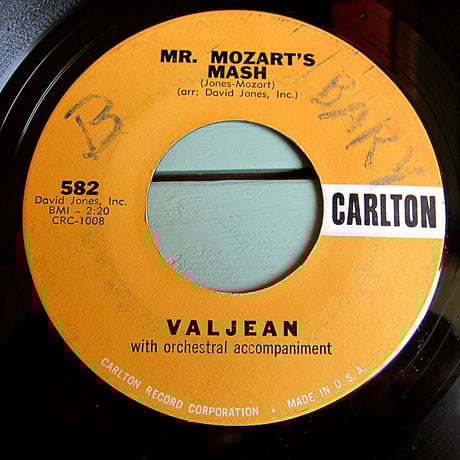 MR. MOZART'S
MASH
(Jones-Mozart)
(arr: David Jones, Inc.)
B
582
David Jones, Inc.
BMI - 2:20
CRC-1008
CARLTON
VALJEAN
with orchestral accompaniment
CARLTON RECORD CORPORATION • MADE IN U.S.A.